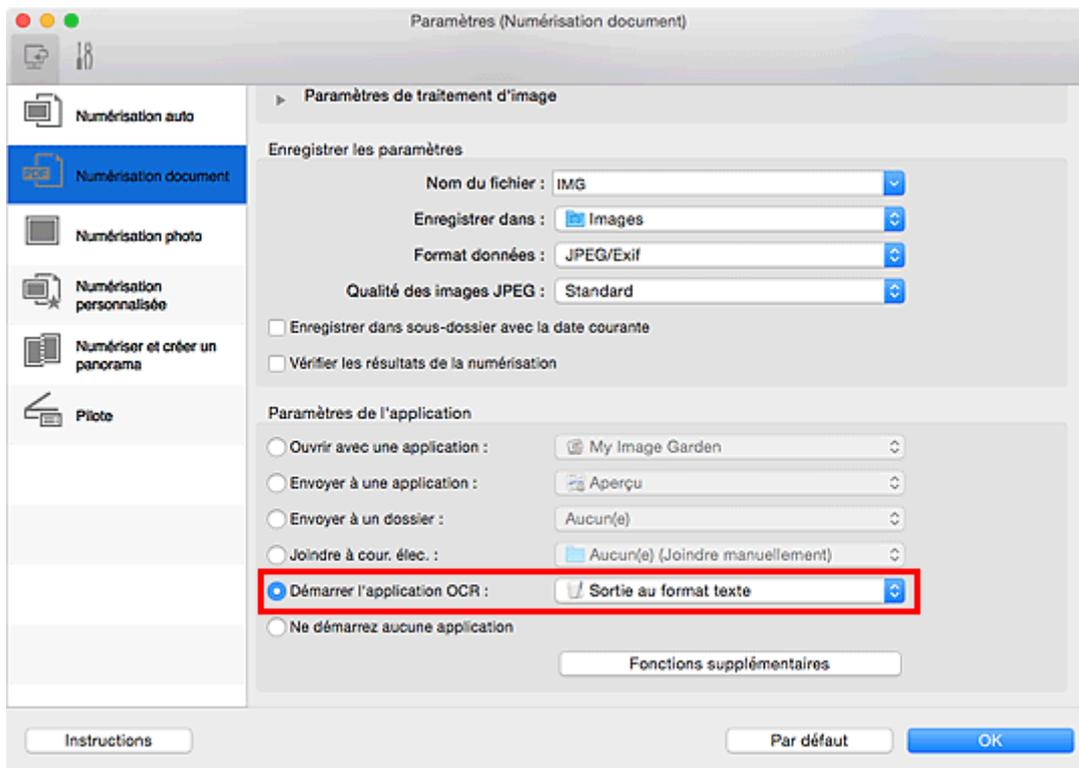 Paramètres (Numérisation document)
Numérisation auto
PDF
Numérisation document
Numérisation photo
Numérisation
personnalisée
Numériser et créer un
panorama
Pilote
Paramètres de traitement d'image
Enregistrer les paramètres
Nom du fichier : IMG
Enregistrer dans : Images
Format données : JPEG/Exif
Qualité des images JPEG : Standard
Enregistrer dans sous-dossier avec la date courante
Vérifier les résultats de la numérisation
Paramètres de l'application
Ouvrir avec une application : My Image Garden
Envoyer à une application : Aperçu
Envoyer à un dossier : Aucun(e)
Joindre à cour. élec. : Aucun(e) (Joindre manuellement)
Démarrer l'application OCR : Sortie au format texte
Ne démarrez aucune application
Fonctions supplémentaires
Instructions
Par défaut
OK